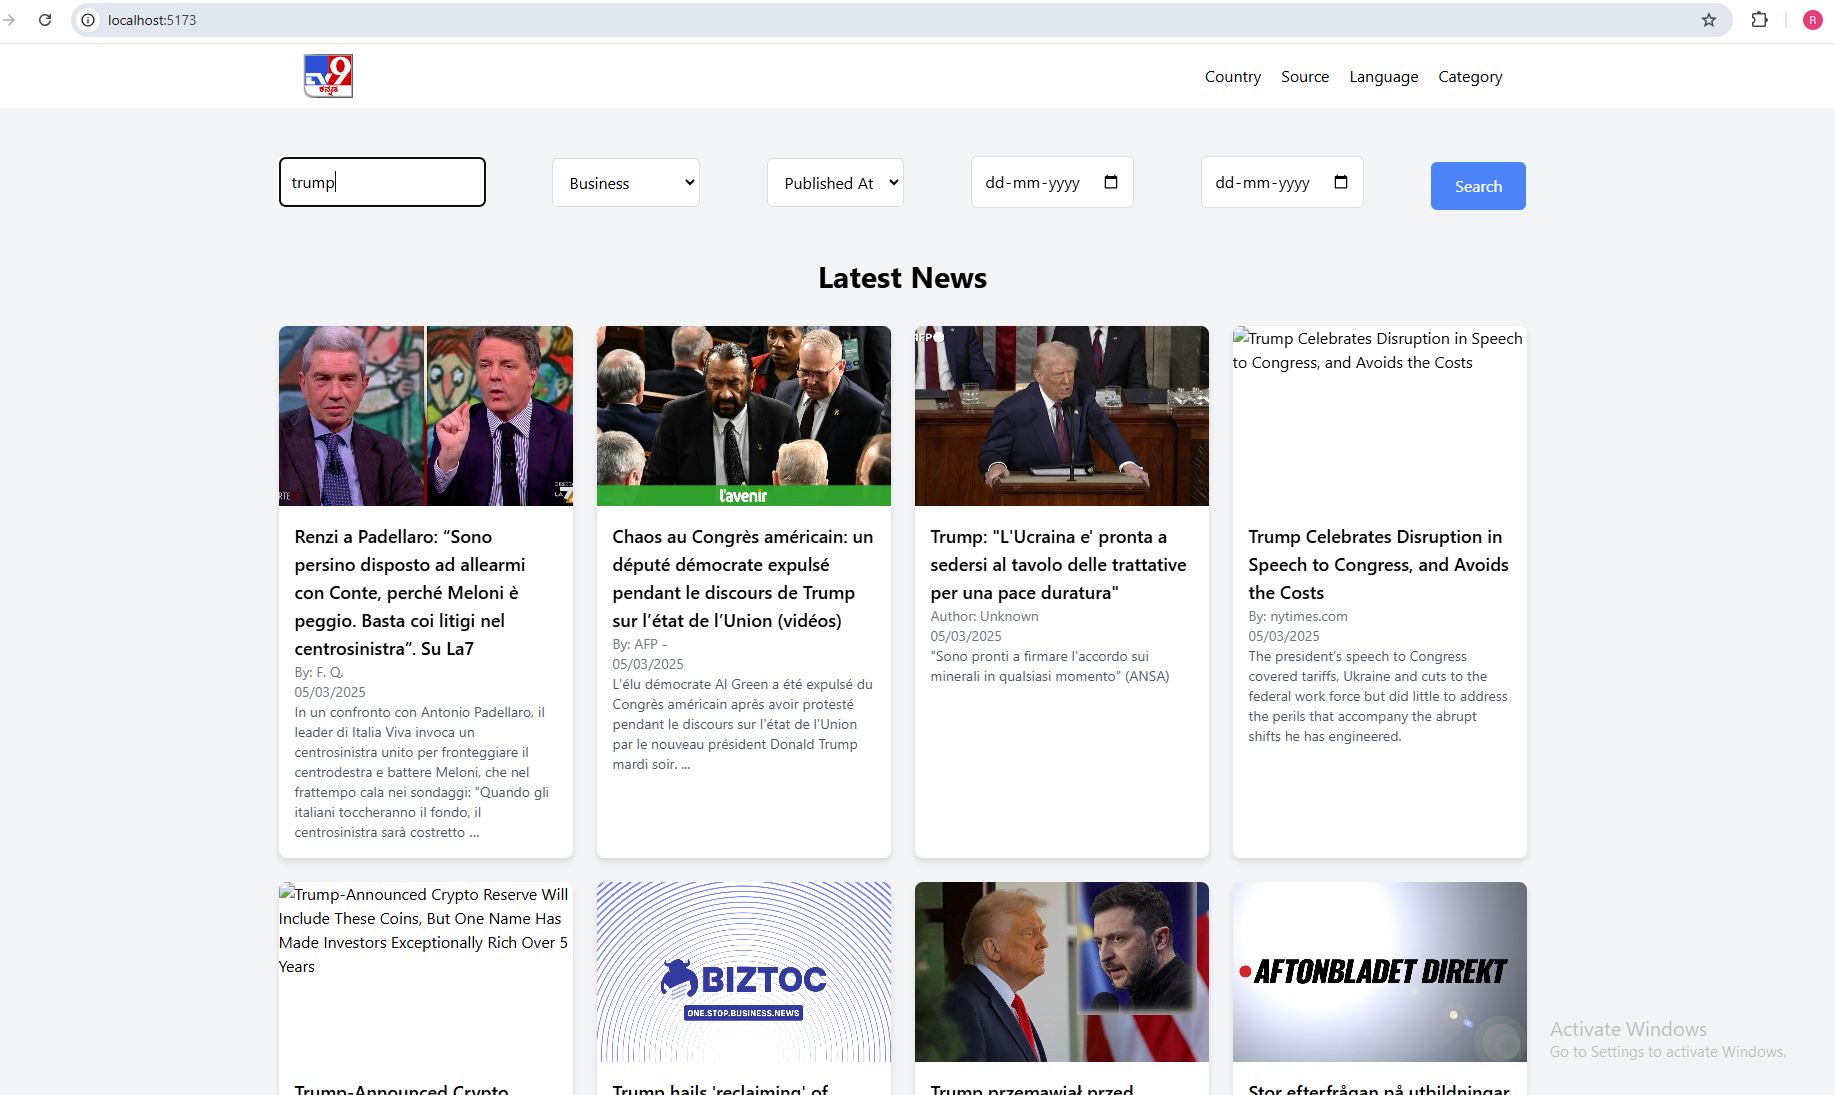 localhost:5173
R
TV9
ಕನ್ನಡ
Country Source Language Category
trump
Business
Published At
dd-mm-yyyy
dd-mm-yyyy
Search
Latest News
RTE
LA 7
Renzi a Padellaro: “Sono
persino disposto ad allearmi
con Conte, perché Meloni è
peggio. Basta coi litigi nel
centrosinistra”. Su La7
By: F. Q.
05/03/2025
In un confronto con Antonio Padellaro, il
leader di Italia Viva invoca un
centrosinistra unito per fronteggiare il
centrodestra e battere Meloni, che nel
frattempo cala nei sondaggi: "Quando gli
italiani toccheranno il fondo, il
centrosinistra sarà costretto ...
l'avenir
Chaos au Congrès américain: un
député démocrate expulsé
pendant le discours de Trump
sur l’état de l’Union (vidéos)
By: AFP -
05/03/2025
L'élu démocrate Al Green a été expulsé du
Congrès américain après avoir protesté
pendant le discours sur l'état de l'Union
par le nouveau président Donald Trump
mardi soir. ...
AFP
Trump: "L'Ucraina e' pronta a
sedersi al tavolo delle trattative
per una pace duratura"
Author: Unknown
05/03/2025
"Sono pronti a firmare l'accordo sui
minerali in qualsiasi momento" (ANSA)
Trump Celebrates Disruption in Speech
to Congress, and Avoids the Costs
Trump Celebrates Disruption in
Speech to Congress, and Avoids
the Costs
By: nytimes.com
05/03/2025
The president’s speech to Congress
covered tariffs, Ukraine and cuts to the
federal work force but did little to address
the perils that accompany the abrupt
shifts he has engineered.
Trump-Announced Crypto Reserve Will
Include These Coins, But One Name Has
Made Investors Exceptionally Rich Over 5
Years
Trump-Announced Crypto
BIZTOC
ONE.STOP.BUSINESS.NEWS
Trump hails 'reclaiming' of
Trump przemawiał przed
AFTONBLADET DIREKT
Stor efterfrågan på utbildningar
Activate Windows
Go to Settings to activate Windows.